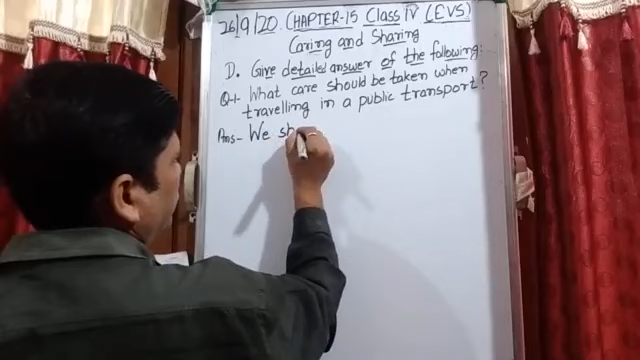 26/9/20. CHAPTER-15 Class IV (EVS)
Caring and Sharing
D. Give detailed answer of the following:
Q-1. What care should be taken when
travelling in a public transport?
Ans- We sh